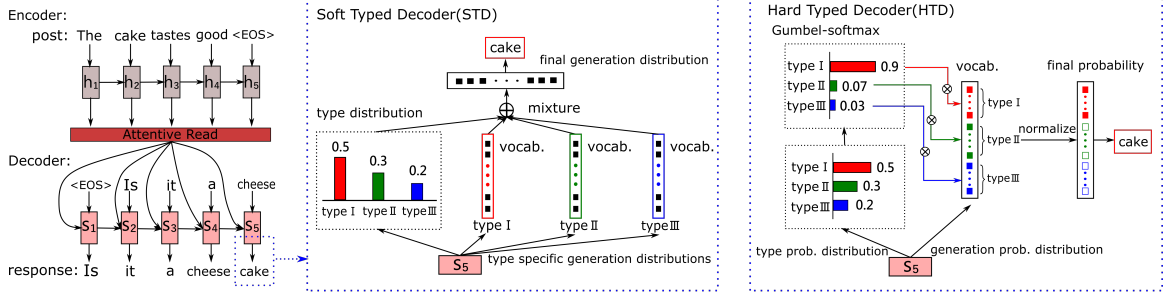 Encoder:
post: The cake tastes good <EOS>
h1 h2 h3 h4 h5
Attentive Read
Decoder:
<EOS> Is it a cheese
S1 S2 S3 S4 S5
response: Is it a cheese cake
Soft Typed Decoder(STD)
cake
final generation distribution
mixture
type distribution
0.5 0.3 0.2
type I type II type III
vocab. vocab. vocab.
type I type II type III
type specific generation distributions
S5
Hard Typed Decoder(HTD)
Gumbel-softmax
type I 0.9
type II 0.07
type III 0.03
vocab.
type I
type II
type III
final probability
normalize
cake
type I 0.5
type II 0.3
type III 0.2
type prob. distribution
generation prob. distribution
S5